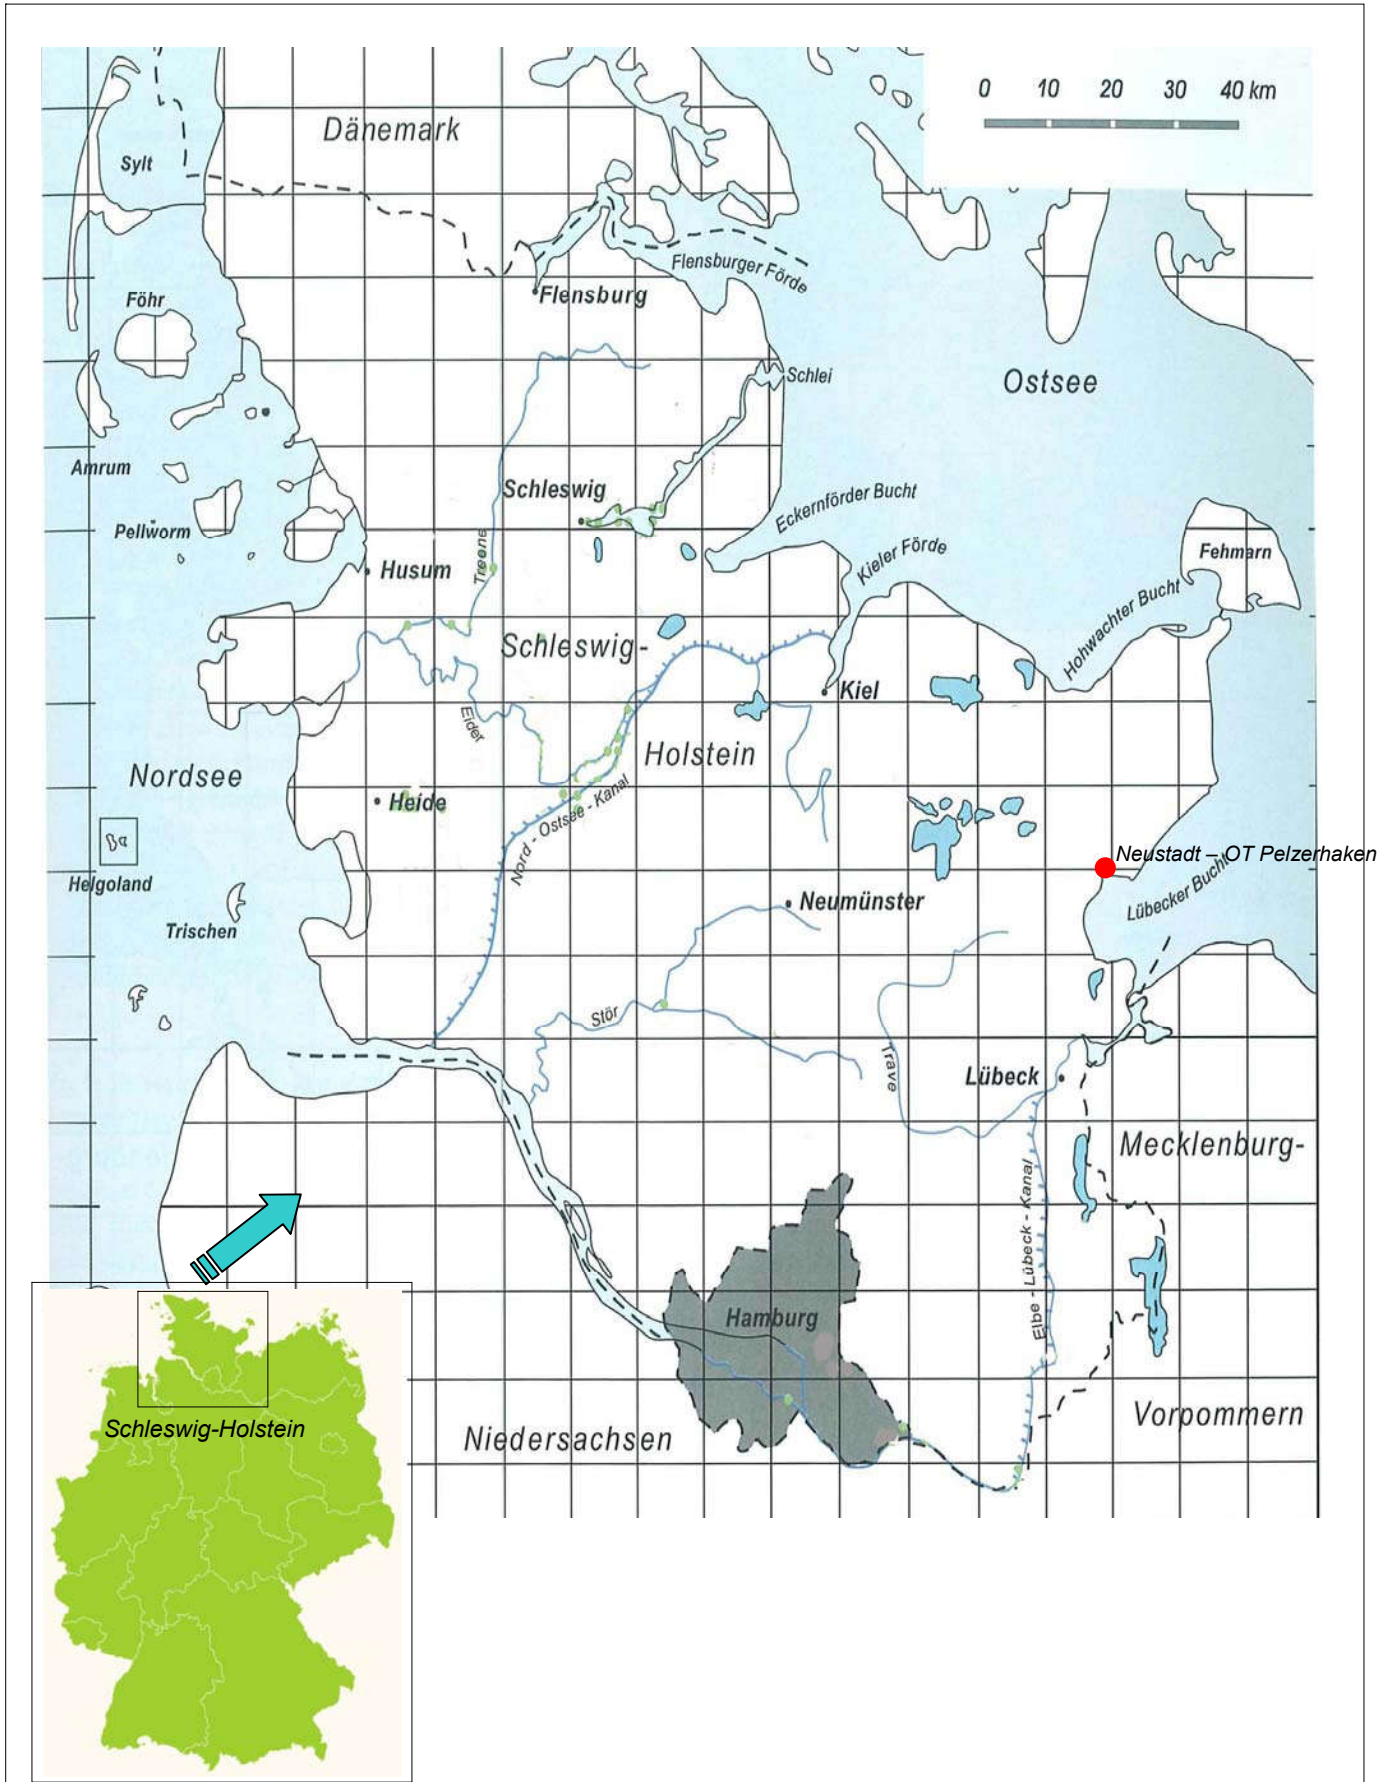 0 10 20 30 40 km
Dänemark
Sylt
Flensburger Förde
Flensburg
Föhr
Schlei
Ostsee
Amrum
Schleswig
Eckernförder Bucht
Pellworm
Treene
Kieler Förde
Fehmarn
Husum
Hohwachter Bucht
Schleswig-
Kiel
Eider
Holstein
Nordsee
Heide
Nord - Ostsee - Kanal
Neustadt – OT Pelzerhaken
Helgoland
Lübecker Bucht
Neumünster
Trischen
Stör
Trave
Lübeck
Mecklenburg-
Elbe - Lübeck - Kanal
Hamburg
Vorpommern
Niedersachsen
Schleswig-Holstein